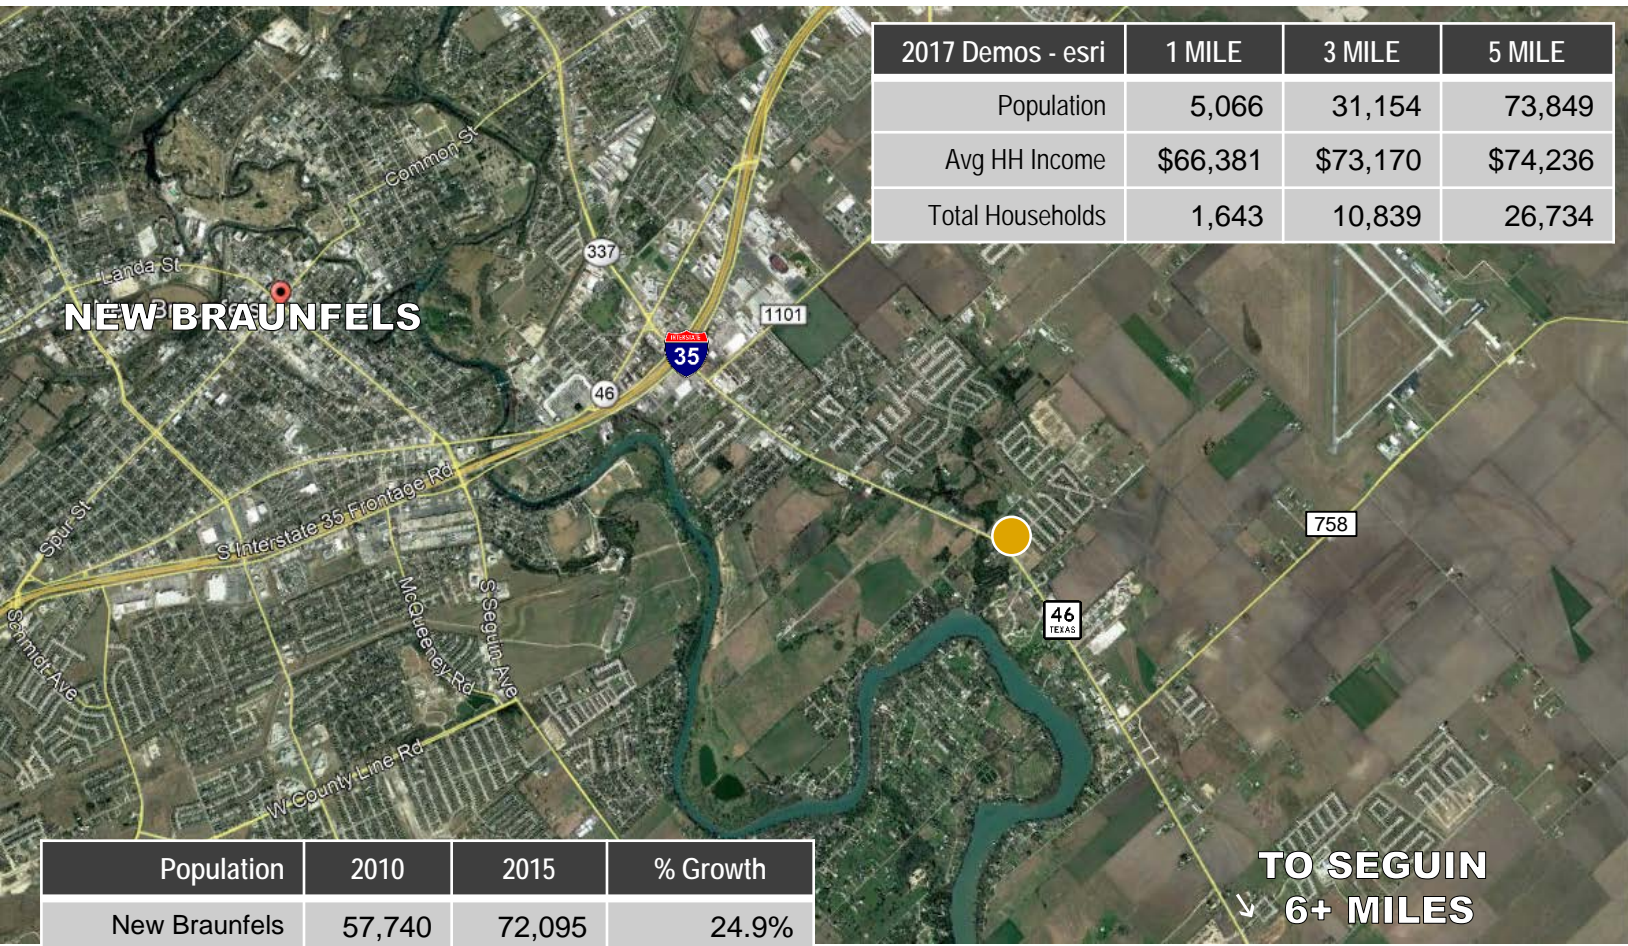 2017 Demos - esri 1 MILE 3 MILE 5 MILE
Population 5,066 31,154 73,849
Avg HH Income $66,381 $73,170 $74,236
Total Households 1,643 10,839 26,734
Common St
337
Landa St
NEW BRAUNFELS
1101
INTERSTATE
35
46
S Interstate 35 Frontage Rd
Spur St
758
Schmidt Ave
McQueeney Rd
S Seguin Ave
46
TEXAS
W County Line Rd
TO SEGUIN
6+ MILES
Population 2010 2015 % Growth
New Braunfels 57,740 72,095 24.9%